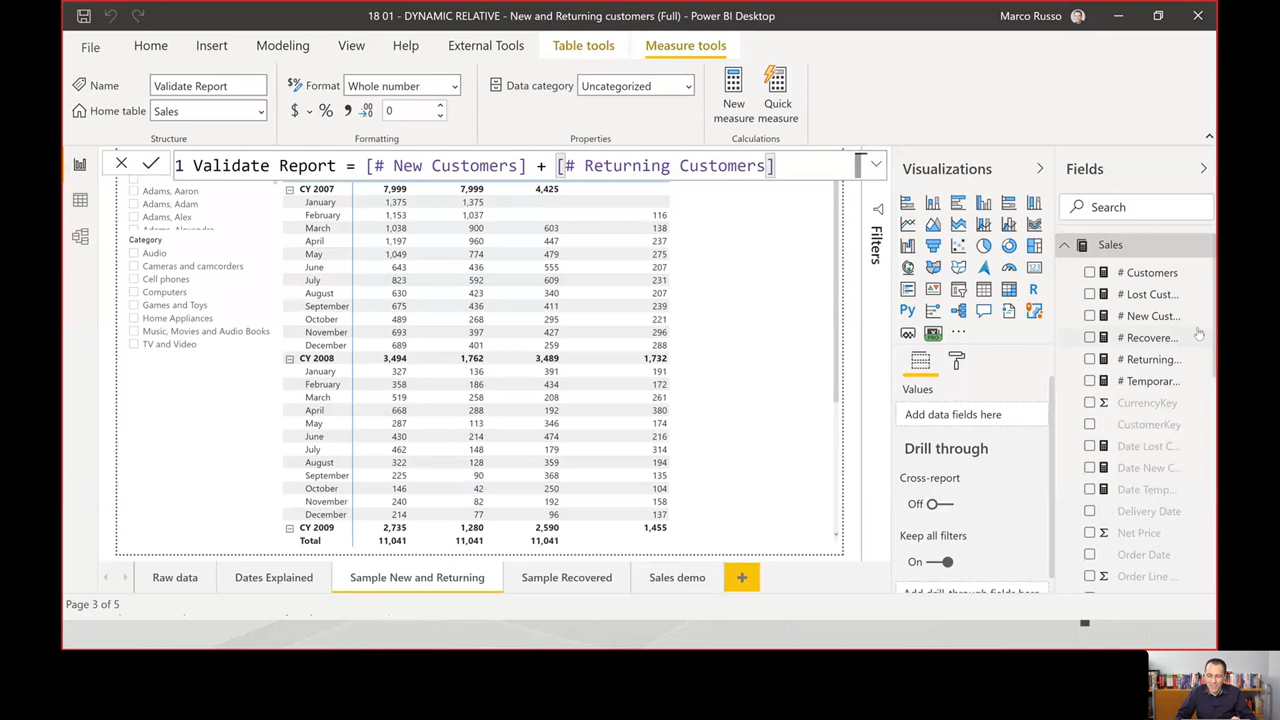 18 01 - DYNAMIC RELATIVE - New and Returning customers (Full) - Power BI Desktop
Marco Russo
File Home Insert Modeling View Help External Tools Table tools Measure tools
Name Validate Report
Format Whole number
Data category Uncategorized
Home table Sales
$ % 0
New measure
Quick measure
Structure Formatting Properties Calculations
1 Validate Report = [# New Customers] + [# Returning Customers]
Adams, Aaron
Adams, Adam
Adams, Alex
Category
Audio
Cameras and camcorders
Cell phones
Computers
Games and Toys
Home Appliances
Music, Movies and Audio Books
TV and Video
CY 2007 7,999 7,999 4,425
January 1,375 1,375
February 1,153 1,037 116
March 1,038 900 603 138
April 1,197 960 447 237
May 1,049 774 479 275
June 643 436 555 207
July 823 592 609 231
August 630 423 340 207
September 675 436 411 239
October 489 268 295 221
November 693 397 427 296
December 689 401 259 288
CY 2008 3,494 1,762 3,489 1,732
January 327 136 391 191
February 358 186 434 172
March 519 258 208 261
April 668 288 192 380
May 287 113 346 174
June 430 214 474 216
July 462 148 179 314
August 322 128 359 194
September 225 90 368 135
October 146 42 250 104
November 240 82 192 158
December 214 77 96 137
CY 2009 2,735 1,280 2,590 1,455
Total 11,041 11,041 11,041
Filters
Visualizations
R
Py
PRO
Values
Add data fields here
Drill through
Cross-report
Off
Keep all filters
On
Add drill-through fields here
Fields
Search
Sales
# Customers
# Lost Cust...
# New Cust...
# Recovere...
# Returning...
# Temporar...
CurrencyKey
CustomerKey
Date Lost C...
Date New C...
Date Temp...
Delivery Date
Net Price
Order Date
Order Line ...
Raw data Dates Explained Sample New and Returning Sample Recovered Sales demo
Page 3 of 5